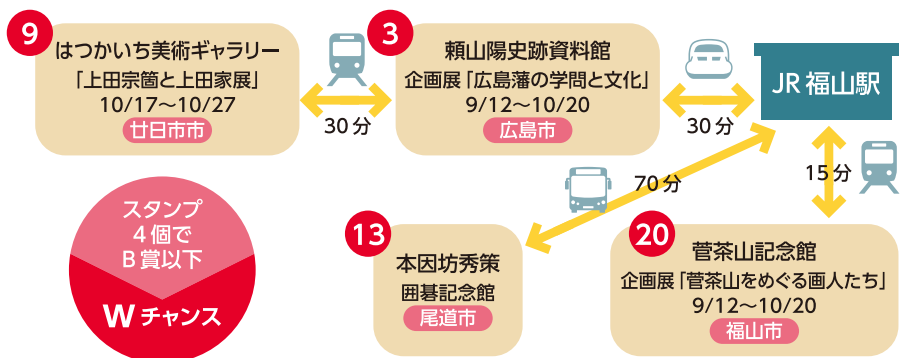 9
はつかいち美術ギャラリー
「上田宗箇と上田家展」
10/17〜10/27
廿日市市
30分
3
頼山陽史跡資料館
企画展「広島藩の学問と文化」
9/12〜10/20
広島市
30分
JR福山駅
70分
15分
スタンプ
4個で
B賞以下
Wチャンス
13
本因坊秀策
囲碁記念館
尾道市
20
菅茶山記念館
企画展「菅茶山をめぐる画人たち」
9/12〜10/20
福山市